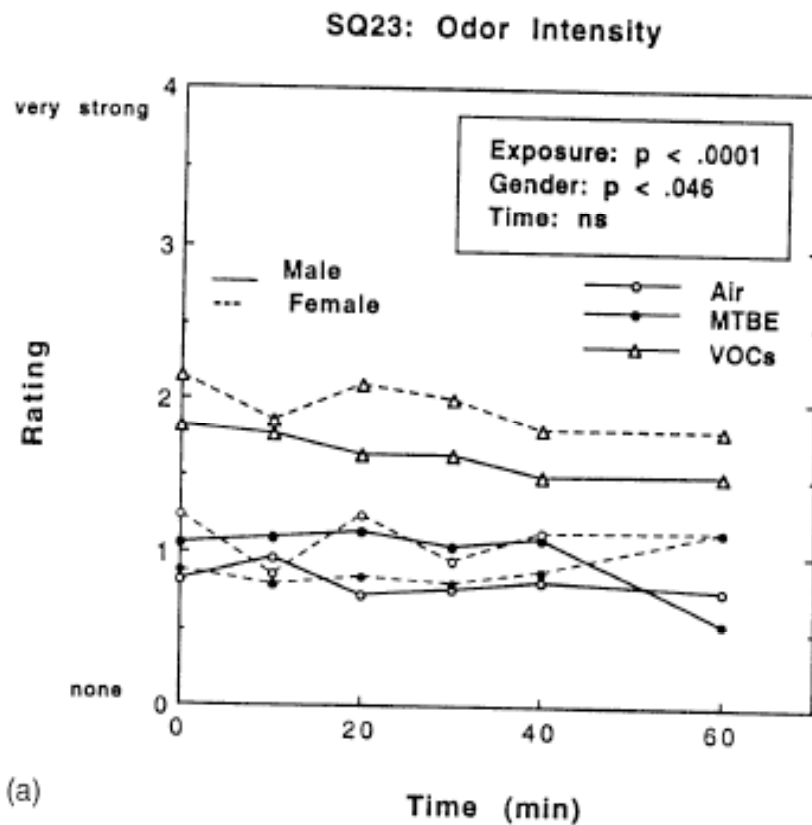 SQ23: Odor Intensity
4
very strong
Exposure: p < .0001
Gender: p < .046
Time: ns
3
Male
Female
Air
MTBE
VOCs
Rating
2
1
none
0
0
20
40
60
(a)
Time (min)